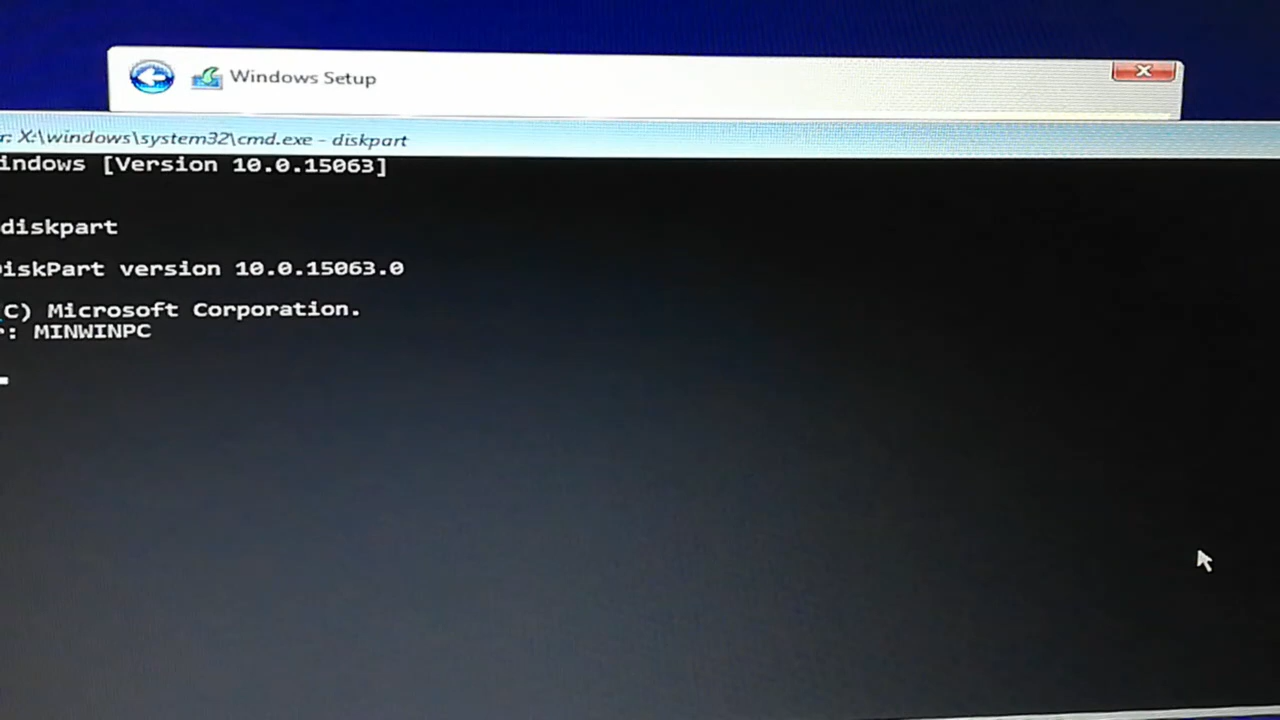 Windows Setup
r: X:\windows\system32\cmd.exe - diskpart
indows [Version 10.0.15063]
diskpart
iskPart version 10.0.15063.0
(C) Microsoft Corporation.
r: MINWINPC